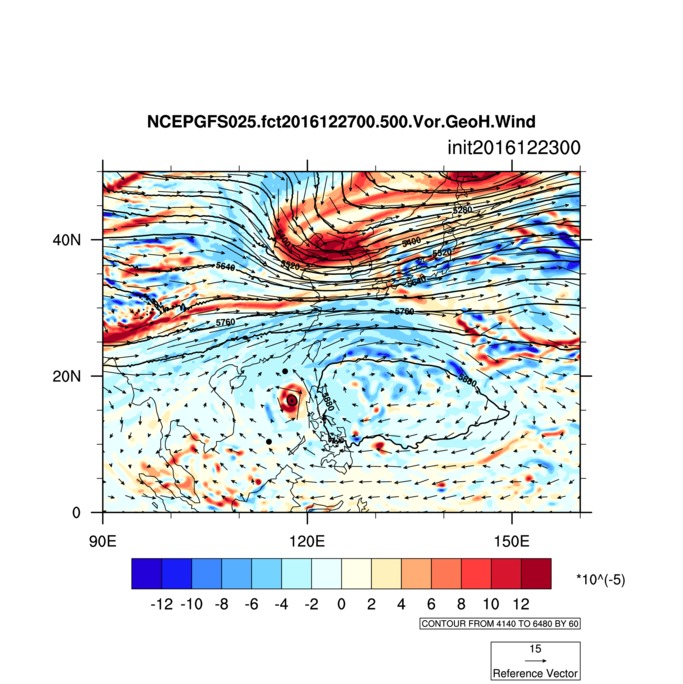 NCEPGFS025.fct2016122700.500.Vor.GeoH.Wind
init2016122300
5280
40N
5400
5400
5520
5520
5640
5640
5760
5760
20N
5880
5880
0
90E
120E
150E
-12 -10 -8 -6 -4 -2 0 2 4 6 8 10 12
*10^(-5)
CONTOUR FROM 4140 TO 6480 BY 60
15
Reference Vector